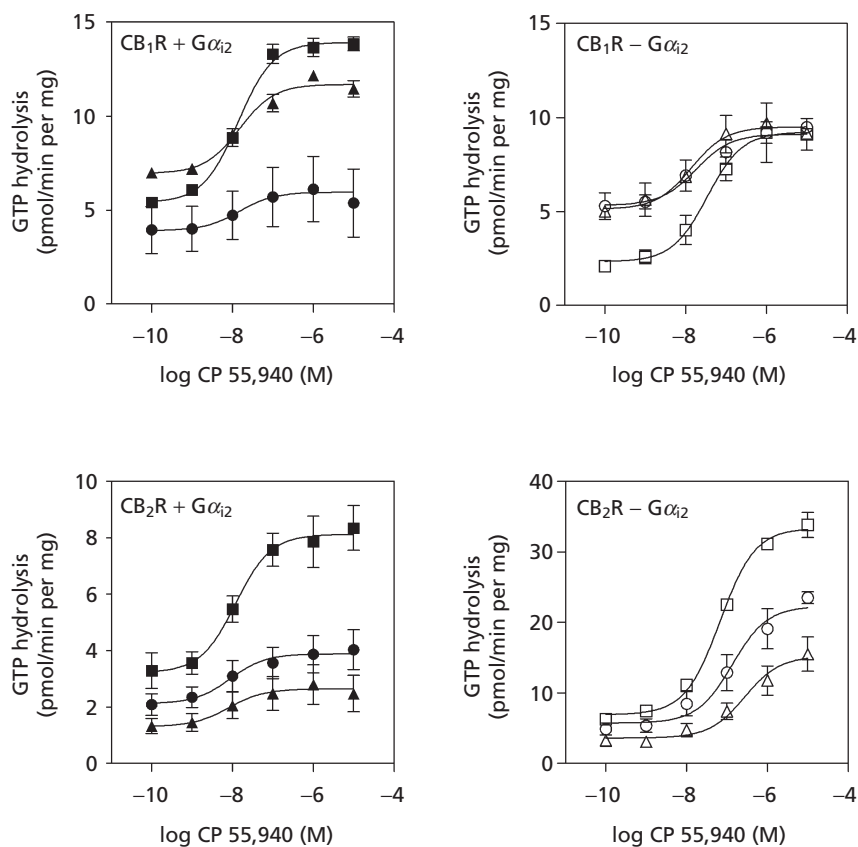 CB₁R + Gα_i2
15
10
5
0
GTP hydrolysis
(pmol/min per mg)
−10 −8 −6 −4
log CP 55,940 (M)
CB₁R − Gα_i2
15
10
5
0
GTP hydrolysis
(pmol/min per mg)
−10 −8 −6 −4
log CP 55,940 (M)
CB₂R + Gα_i2
10
8
6
4
2
0
GTP hydrolysis
(pmol/min per mg)
−10 −8 −6 −4
log CP 55,940 (M)
CB₂R − Gα_i2
40
30
20
10
0
GTP hydrolysis
(pmol/min per mg)
−10 −8 −6 −4
log CP 55,940 (M)